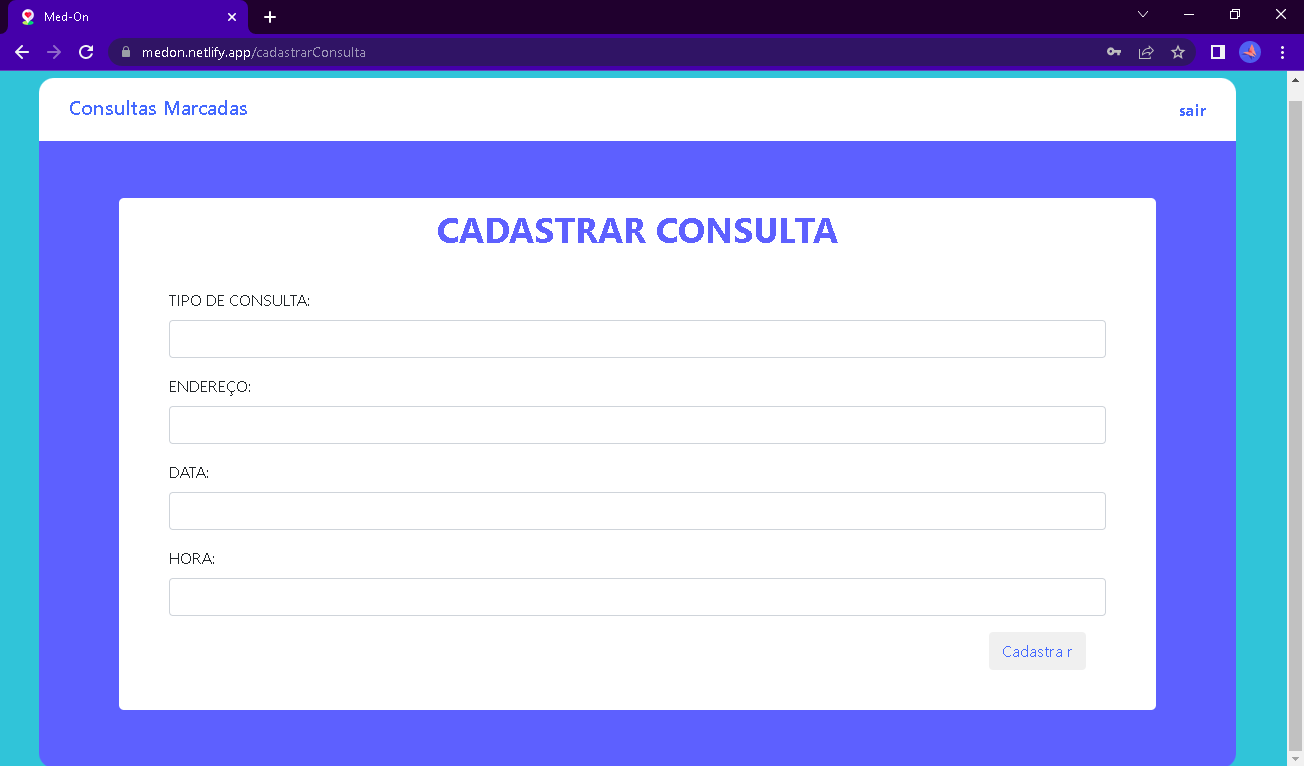 Med-On
medon.netlify.app/cadastrarConsulta
Consultas Marcadas
sair
CADASTRAR CONSULTA
TIPO DE CONSULTA:
ENDEREÇO:
DATA:
HORA:
Cadastra r